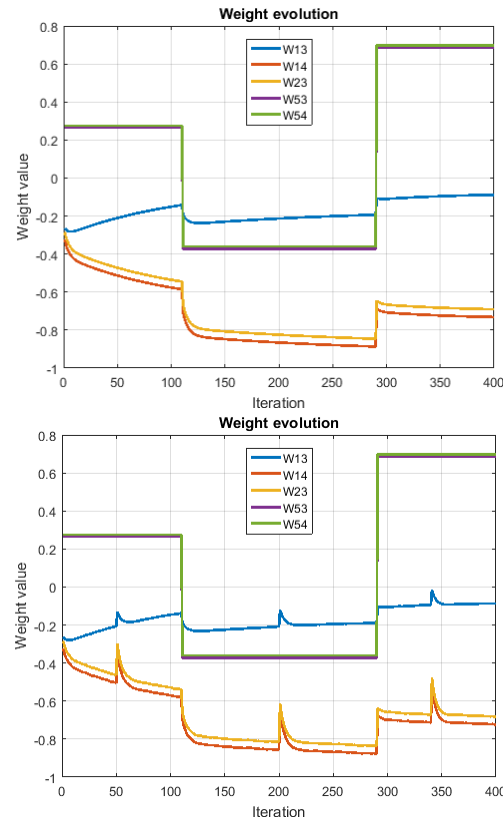 Weight evolution
0.8
0.6
0.4
0.2
0
-0.2
-0.4
-0.6
-0.8
-1
Weight value
W13
W14
W23
W53
W54
0 50 100 150 200 250 300 350 400
Iteration
Weight evolution
0.8
0.6
0.4
0.2
0
-0.2
-0.4
-0.6
-0.8
-1
Weight value
W13
W14
W23
W53
W54
0 50 100 150 200 250 300 350 400
Iteration